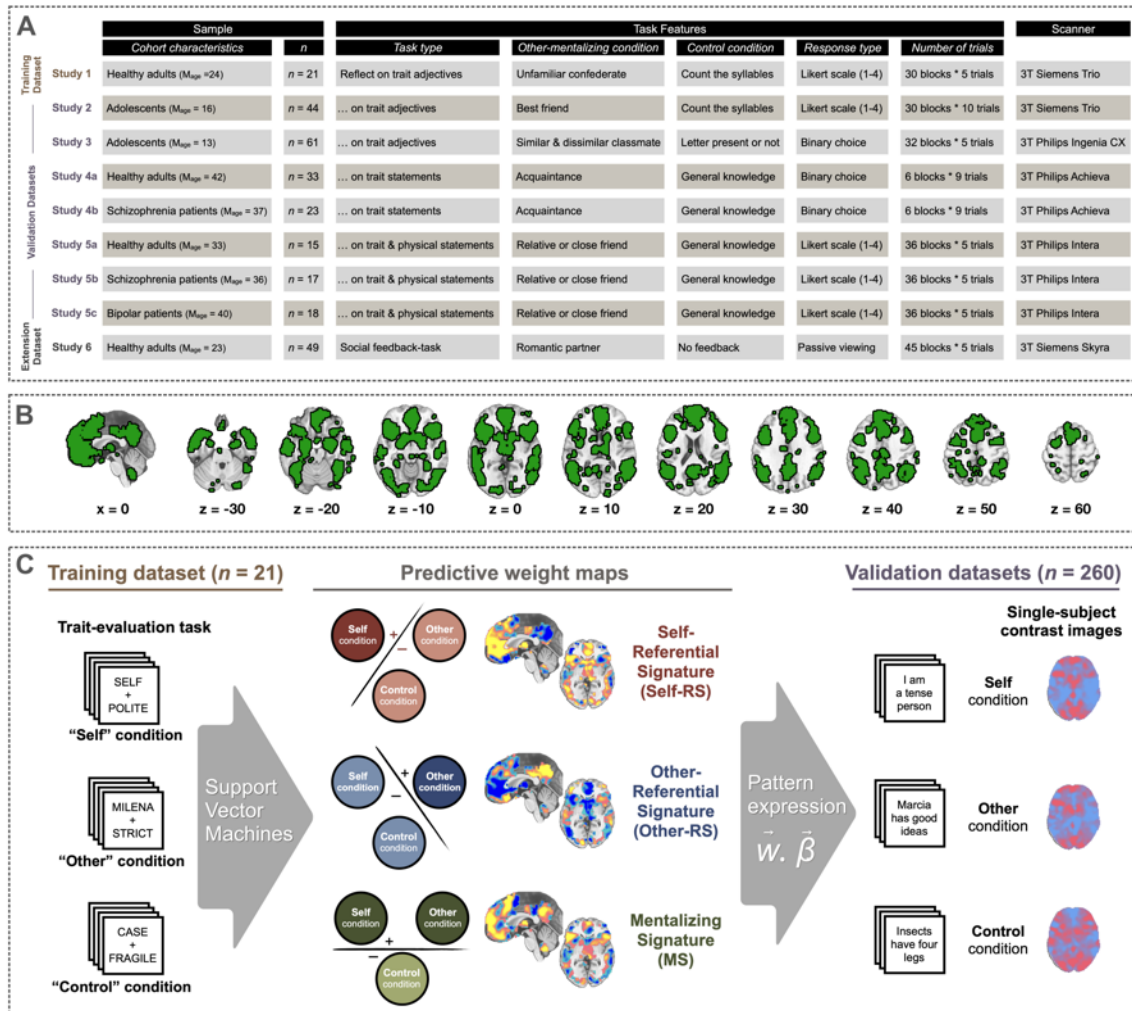 A
Sample
Task Features
Scanner
Cohort characteristics n Task type Other-mentalizing condition Control condition Response type Number of trials
Training Dataset
Study 1 Healthy adults (Mage =24) n = 21 Reflect on trait adjectives Unfamiliar confederate Count the syllables Likert scale (1-4) 30 blocks * 5 trials 3T Siemens Trio
Validation Datasets
Study 2 Adolescents (Mage = 16) n = 44 ... on trait adjectives Best friend Count the syllables Likert scale (1-4) 30 blocks * 10 trials 3T Siemens Trio
Study 3 Adolescents (Mage = 13) n = 61 ... on trait adjectives Similar & dissimilar classmate Letter present or not Binary choice 32 blocks * 5 trials 3T Philips Ingenia CX
Study 4a Healthy adults (Mage = 42) n = 33 ... on trait statements Acquaintance General knowledge Binary choice 6 blocks * 9 trials 3T Philips Achieva
Study 4b Schizophrenia patients (Mage = 37) n = 23 ... on trait statements Acquaintance General knowledge Binary choice 6 blocks * 9 trials 3T Philips Achieva
Study 5a Healthy adults (Mage = 33) n = 15 ... on trait & physical statements Relative or close friend General knowledge Likert scale (1-4) 36 blocks * 5 trials 3T Philips Intera
Study 5b Schizophrenia patients (Mage = 36) n = 17 ... on trait & physical statements Relative or close friend General knowledge Likert scale (1-4) 36 blocks * 5 trials 3T Philips Intera
Study 5c Bipolar patients (Mage = 40) n = 18 ... on trait & physical statements Relative or close friend General knowledge Likert scale (1-4) 36 blocks * 5 trials 3T Philips Intera
Extension Dataset
Study 6 Healthy adults (Mage = 23) n = 49 Social feedback-task Romantic partner No feedback Passive viewing 45 blocks * 5 trials 3T Siemens Skyra
B
x = 0 z = -30 z = -20 z = -10 z = 0 z = 10 z = 20 z = 30 z = 40 z = 50 z = 60
C
Training dataset (n = 21)
Trait-evaluation task
SELF
+
POLITE
"Self" condition
MILENA
+
STRICT
"Other" condition
CASE
+
FRAGILE
"Control" condition
Support
Vector
Machines
Predictive weight maps
Self
condition
+
−
Other
condition
Control
condition
Self-
Referential
Signature
(Self-RS)
Self
condition
+
−
Other
condition
Control
condition
Other-
Referential
Signature
(Other-RS)
Self
condition
Other
condition
+
−
Control
condition
Mentalizing
Signature
(MS)
Pattern
expression
w⃗. β⃗
Validation datasets (n = 260)
Single-subject
contrast images
I am
a tense
person
Self
condition
Marcia
has good
ideas
Other
condition
Insects
have four
legs
Control
condition